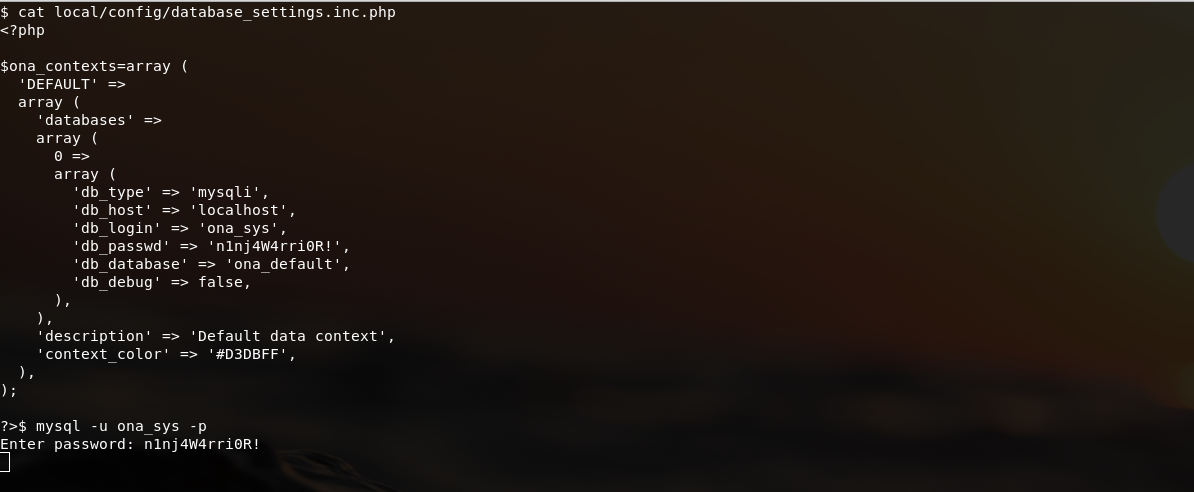 $ cat local/config/database_settings.inc.php
<?php

$ona_contexts=array (
  'DEFAULT' =>
  array (
    'databases' =>
    array (
      0 =>
      array (
        'db_type' => 'mysqli',
        'db_host' => 'localhost',
        'db_login' => 'ona_sys',
        'db_passwd' => 'n1nj4W4rri0R!',
        'db_database' => 'ona_default',
        'db_debug' => false,
      ),
    ),
    'description' => 'Default data context',
    'context_color' => '#D3DBFF',
  ),
);

?>$ mysql -u ona_sys -p
Enter password: n1nj4W4rri0R!